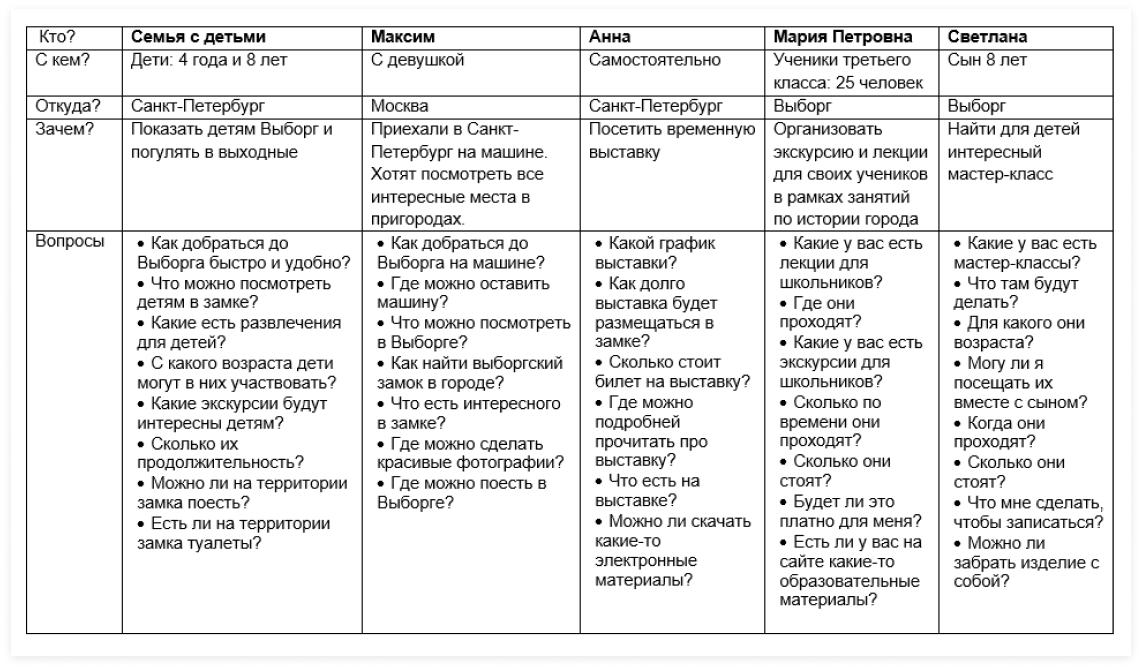 Кто?
Семья с детьми
Максим
Анна
Мария Петровна
Светлана
С кем?
Дети: 4 года и 8 лет
С девушкой
Самостоятельно
Ученики третьего
класса: 25 человек
Сын 8 лет
Откуда?
Санкт-Петербург
Москва
Санкт-Петербург
Выборг
Выборг
Зачем?
Показать детям Выборг и
погулять в выходные
Приехали в Санкт-
Петербург на машине.
Хотят посмотреть все
интересные места в
пригородах.
Посетить временную
выставку
Организовать
экскурсию и лекции
для своих учеников
в рамках занятий
по истории города
Найти для детей
интересный
мастер-класс
Вопросы
• Как добраться до
Выборга быстро и удобно?
• Что можно посмотреть
детям в замке?
• Какие есть развлечения
для детей?
• С какого возраста дети
могут в них участвовать?
• Какие экскурсии будут
интересны детям?
• Сколько их
продолжительность?
• Можно ли на территории
замка поесть?
• Есть ли на территории
замка туалеты?
• Как добраться до
Выборга на машине?
• Где можно оставить
машину?
• Что можно посмотреть
в Выборге?
• Как найти выборгский
замок в городе?
• Что есть интересного
в замке?
• Где можно сделать
красивые фотографии?
• Где можно поесть в
Выборге?
• Какой график
выставки?
• Как долго
выставка будет
размещаться в
замке?
• Сколько стоит
билет на выставку?
• Где можно
подробней
прочитать про
выставку?
• Что есть на
выставке?
• Можно ли скачать
какие-то
электронные
материалы?
• Какие у вас есть
лекции для
школьников?
• Где они
проходят?
• Какие у вас есть
экскурсии для
школьников?
• Сколько по
времени они
проходят?
• Сколько они
стоят?
• Будет ли это
платно для меня?
• Есть ли у вас на
сайте какие-то
образовательные
материалы?
• Какие у вас есть
мастер-классы?
• Что там будут
делать?
• Для какого они
возраста?
• Могу ли я
посещать их
вместе с сыном?
• Когда они
проходят?
• Сколько они
стоят?
• Что мне сделать,
чтобы записаться?
• Можно ли
забрать изделие с
собой?